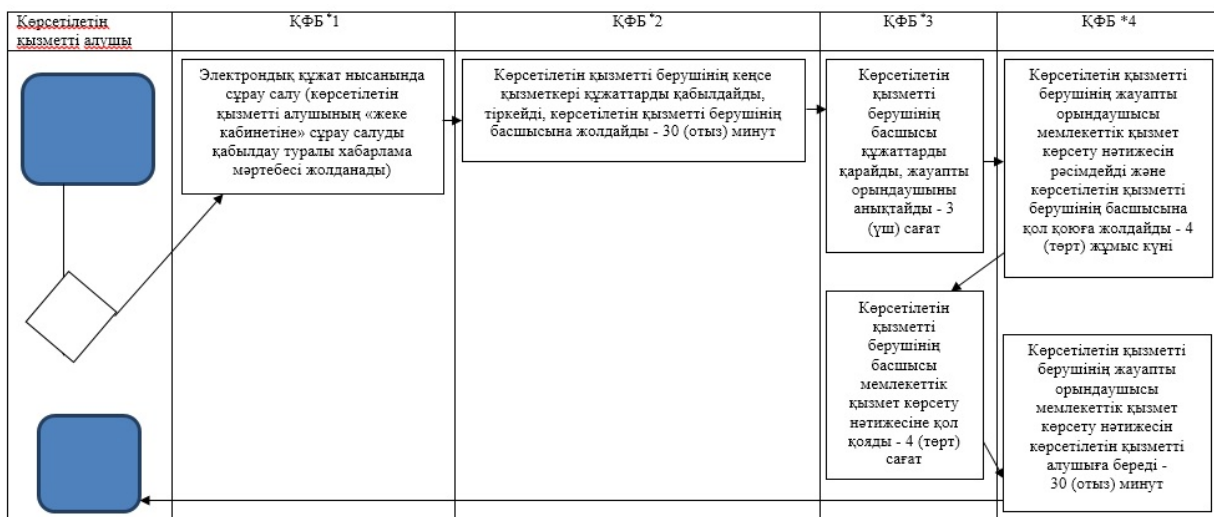 Көрсетілетін
қызметті алушы
ҚФБ *1
ҚФБ *2
ҚФБ *3
ҚФБ *4
Электрондық құжат нысанында
сұрау салу (көрсетілетін
қызметті алушының «жеке
кабинетіне» сұрау салуды
қабылдау туралы хабарлама
мәртебесі жолданады)
Көрсетілетін қызметті берушінің кеңсе
қызметкері құжаттарды қабылдайды,
тіркейді, көрсетілетін қызметті берушінің
басшысына жолдайды - 30 (отыз) минут
Көрсетілетін
қызметті
берушінің
басшысы
құжаттарды
қарайды, жауапты
орындаушыны
анықтайды - 3
(үш) сағат
Көрсетілетін қызметті
берушінің жауапты
орындаушысы
мемлекеттік қызмет
көрсету нәтижесін
рәсімдейді және
көрсетілетін қызметті
берушінің басшысына
қол қоюға жолдайды - 4
(төрт) жұмыс күні
Көрсетілетін
қызметті
берушінің
басшысы
мемлекеттік
қызмет көрсету
нәтижесіне қол
қояды - 4 (төрт)
сағат
Көрсетілетін қызметті
берушінің жауапты
орындаушысы
мемлекеттік қызмет
көрсету нәтижесін
көрсетілетін қызметті
алушыға береді -
30 (отыз) минут